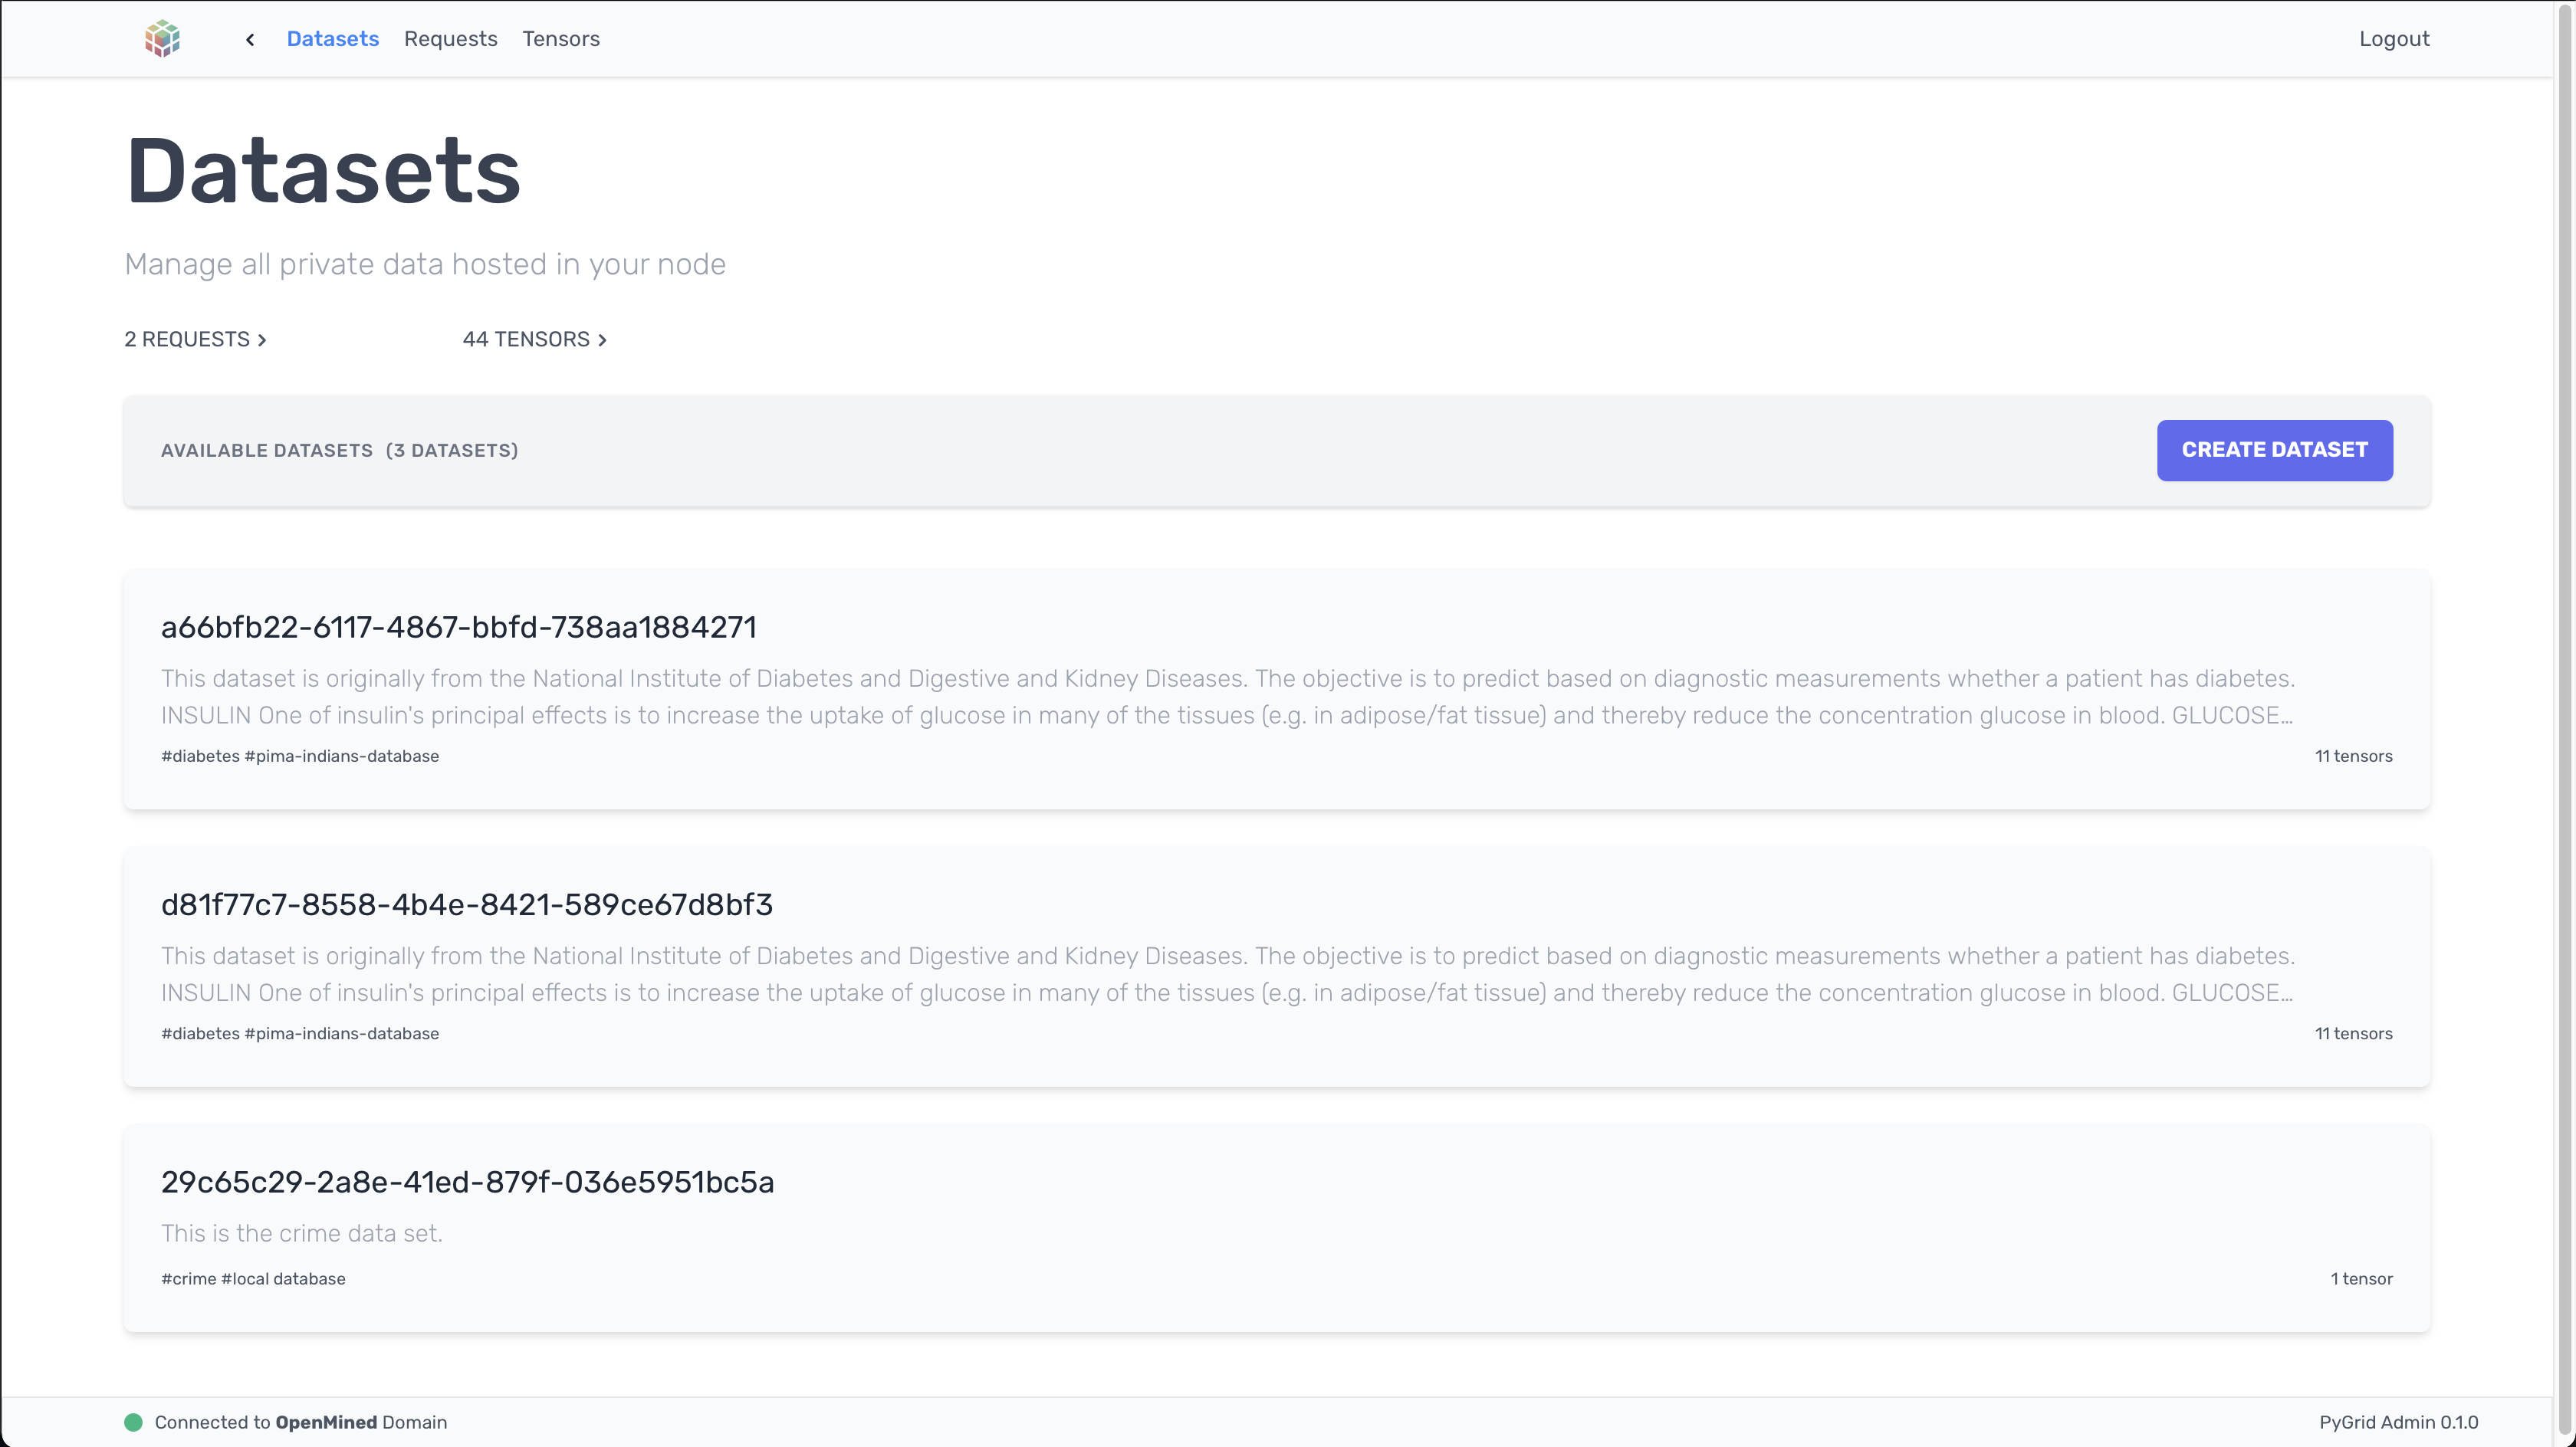 Datasets Requests Tensors Logout
Datasets
Manage all private data hosted in your node
2 REQUESTS 44 TENSORS
AVAILABLE DATASETS (3 DATASETS) CREATE DATASET
a66bfb22-6117-4867-bbfd-738aa1884271
This dataset is originally from the National Institute of Diabetes and Digestive and Kidney Diseases. The objective is to predict based on diagnostic measurements whether a patient has diabetes.
INSULIN One of insulin's principal effects is to increase the uptake of glucose in many of the tissues (e.g. in adipose/fat tissue) and thereby reduce the concentration glucose in blood. GLUCOSE...
#diabetes #pima-indians-database 11 tensors
d81f77c7-8558-4b4e-8421-589ce67d8bf3
This dataset is originally from the National Institute of Diabetes and Digestive and Kidney Diseases. The objective is to predict based on diagnostic measurements whether a patient has diabetes.
INSULIN One of insulin's principal effects is to increase the uptake of glucose in many of the tissues (e.g. in adipose/fat tissue) and thereby reduce the concentration glucose in blood. GLUCOSE...
#diabetes #pima-indians-database 11 tensors
29c65c29-2a8e-41ed-879f-036e5951bc5a
This is the crime data set.
#crime #local database 1 tensor
Connected to OpenMined Domain PyGrid Admin 0.1.0